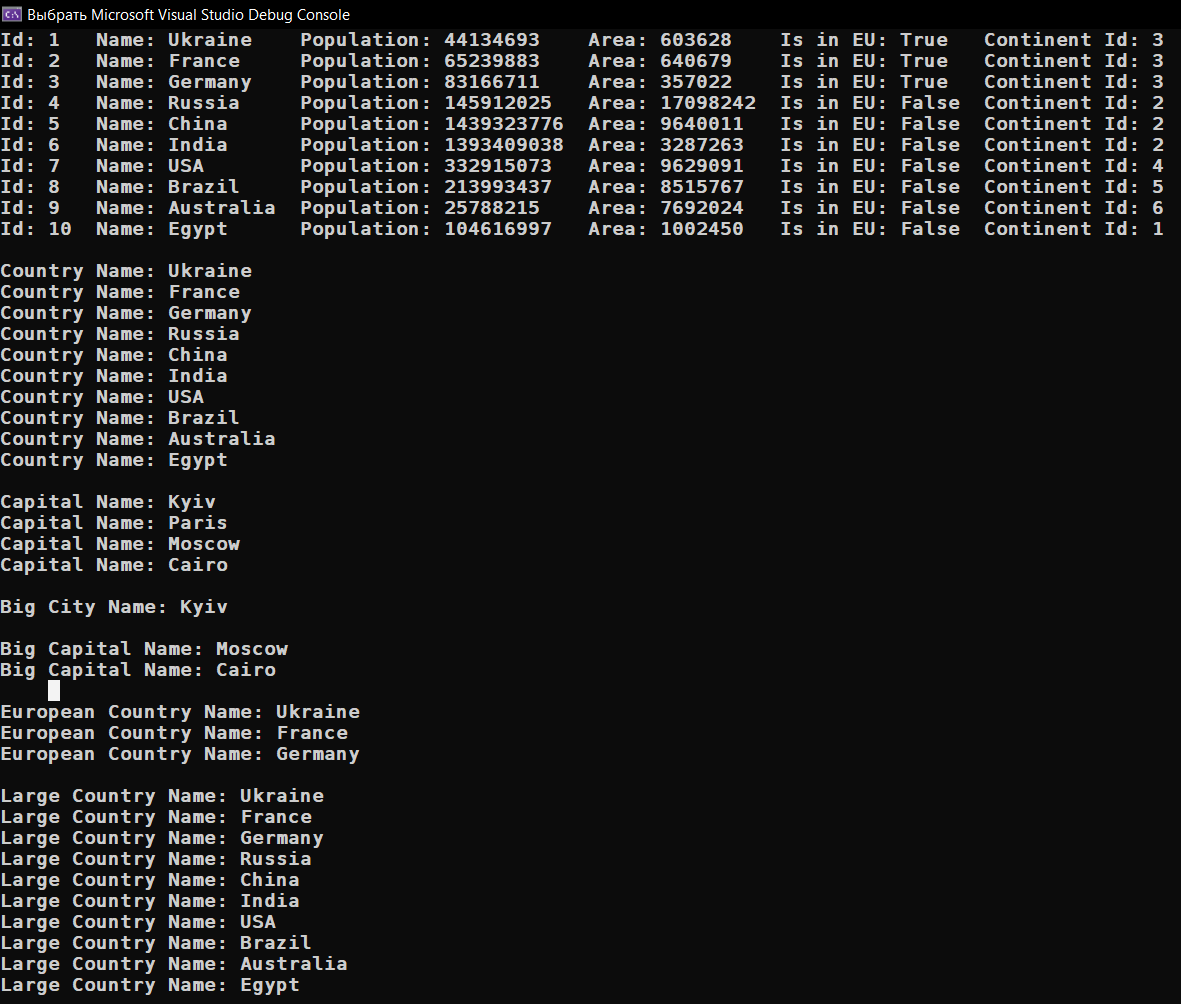 Выбрать Microsoft Visual Studio Debug Console
Id: 1 Name: Ukraine Population: 44134693 Area: 603628 Is in EU: True Continent Id: 3
Id: 2 Name: France Population: 65239883 Area: 640679 Is in EU: True Continent Id: 3
Id: 3 Name: Germany Population: 83166711 Area: 357022 Is in EU: True Continent Id: 3
Id: 4 Name: Russia Population: 145912025 Area: 17098242 Is in EU: False Continent Id: 2
Id: 5 Name: China Population: 1439323776 Area: 9640011 Is in EU: False Continent Id: 2
Id: 6 Name: India Population: 1393409038 Area: 3287263 Is in EU: False Continent Id: 2
Id: 7 Name: USA Population: 332915073 Area: 9629091 Is in EU: False Continent Id: 4
Id: 8 Name: Brazil Population: 213993437 Area: 8515767 Is in EU: False Continent Id: 5
Id: 9 Name: Australia Population: 25788215 Area: 7692024 Is in EU: False Continent Id: 6
Id: 10 Name: Egypt Population: 104616997 Area: 1002450 Is in EU: False Continent Id: 1
Country Name: Ukraine
Country Name: France
Country Name: Germany
Country Name: Russia
Country Name: China
Country Name: India
Country Name: USA
Country Name: Brazil
Country Name: Australia
Country Name: Egypt
Capital Name: Kyiv
Capital Name: Paris
Capital Name: Moscow
Capital Name: Cairo
Big City Name: Kyiv
Big Capital Name: Moscow
Big Capital Name: Cairo
European Country Name: Ukraine
European Country Name: France
European Country Name: Germany
Large Country Name: Ukraine
Large Country Name: France
Large Country Name: Germany
Large Country Name: Russia
Large Country Name: China
Large Country Name: India
Large Country Name: USA
Large Country Name: Brazil
Large Country Name: Australia
Large Country Name: Egypt